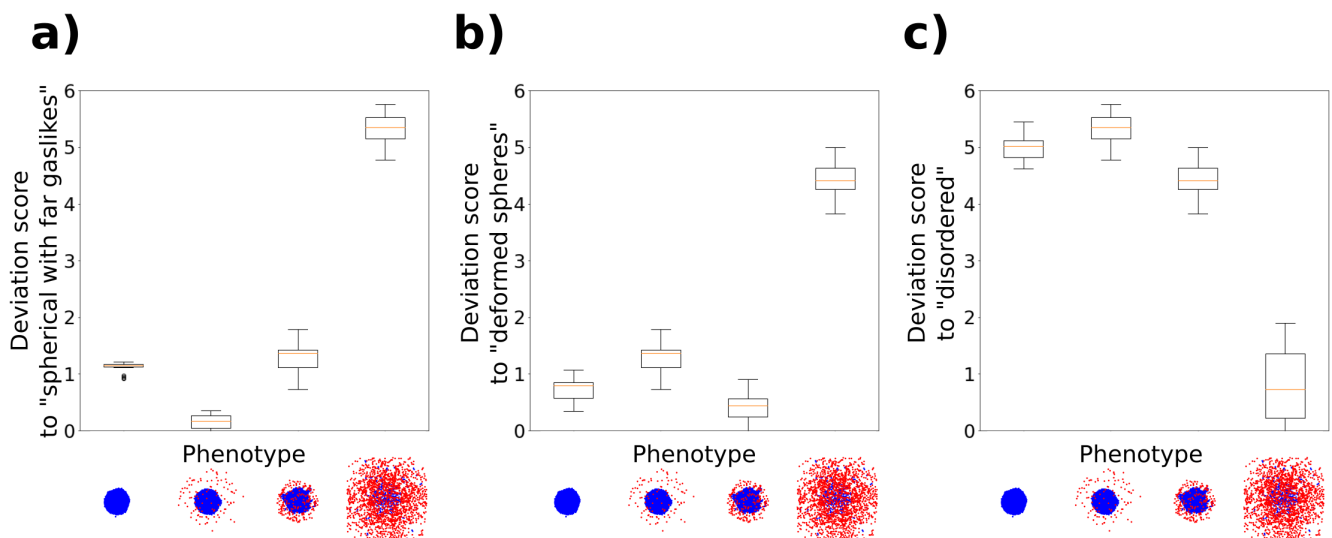 a)
Deviation score
to "spherical with far gaslikes"
6
5
4
3
2
1
0
Phenotype
b)
Deviation score
to "deformed spheres"
6
5
4
3
2
1
0
Phenotype
c)
Deviation score
to "disordered"
6
5
4
3
2
1
0
Phenotype